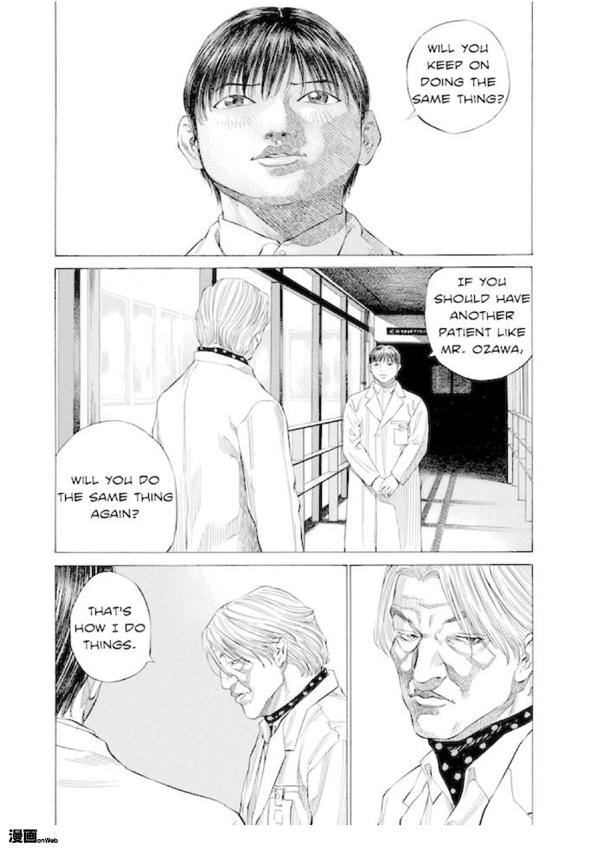 WILL YOU
KEEP ON
DOING THE
SAME THING?
IF YOU
SHOULD HAVE
ANOTHER
PATIENT LIKE
MR. OZAWA,
WILL YOU DO
THE SAME THING
AGAIN?
THAT'S
HOW I DO
THINGS.
漫画onWeb